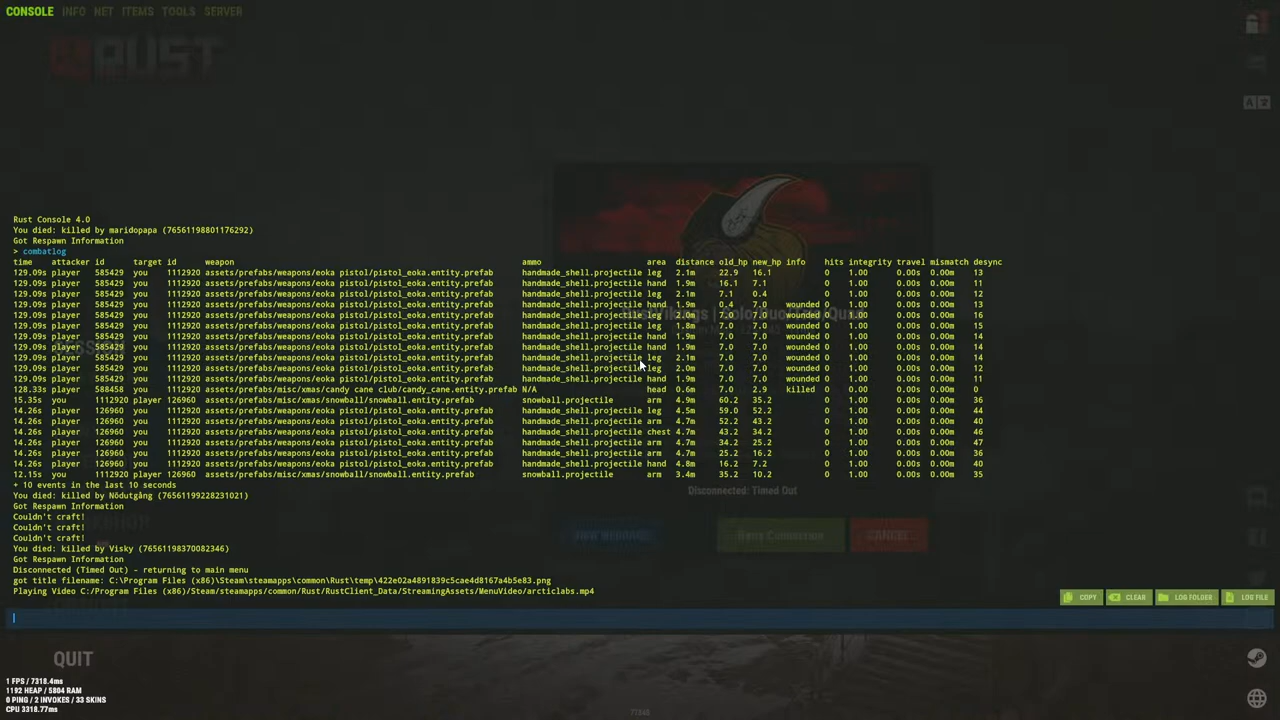 CONSOLE INFO NET ITEMS TOOLS SERVER
RUST
Rust Console 4.0
You died: killed by maridopapa (76561198801176292)
Got Respawn Information
> combatlog
time attacker id target id weapon ammo area distance old_hp new_hp info hits integrity travel mismatch desync
129.09s player 585429 you 1112920 assets/prefabs/weapons/eoka pistol/pistol_eoka.entity.prefab handmade_shell.projectile leg 2.1m 22.9 16.1 0 1.00 0.00s 0.00m 13
129.09s player 585429 you 1112920 assets/prefabs/weapons/eoka pistol/pistol_eoka.entity.prefab handmade_shell.projectile hand 1.9m 16.1 7.1 0 1.00 0.00s 0.00m 11
129.09s player 585429 you 1112920 assets/prefabs/weapons/eoka pistol/pistol_eoka.entity.prefab handmade_shell.projectile leg 2.1m 7.1 0.4 0 1.00 0.00s 0.00m 12
129.09s player 585429 you 1112920 assets/prefabs/weapons/eoka pistol/pistol_eoka.entity.prefab handmade_shell.projectile hand 1.9m 0.4 7.0 wounded 0 1.00 0.00s 0.00m 13
129.09s player 585429 you 1112920 assets/prefabs/weapons/eoka pistol/pistol_eoka.entity.prefab handmade_shell.projectile leg 2.0m 7.0 7.0 wounded 0 1.00 0.00s 0.00m 16
129.09s player 585429 you 1112920 assets/prefabs/weapons/eoka pistol/pistol_eoka.entity.prefab handmade_shell.projectile leg 1.8m 7.0 7.0 wounded 0 1.00 0.00s 0.00m 15
129.09s player 585429 you 1112920 assets/prefabs/weapons/eoka pistol/pistol_eoka.entity.prefab handmade_shell.projectile hand 1.9m 7.0 7.0 wounded 0 1.00 0.00s 0.00m 14
129.09s player 585429 you 1112920 assets/prefabs/weapons/eoka pistol/pistol_eoka.entity.prefab handmade_shell.projectile hand 1.9m 7.0 7.0 wounded 0 1.00 0.00s 0.00m 14
129.09s player 585429 you 1112920 assets/prefabs/weapons/eoka pistol/pistol_eoka.entity.prefab handmade_shell.projectile leg 2.1m 7.0 7.0 wounded 0 1.00 0.00s 0.00m 14
129.09s player 585429 you 1112920 assets/prefabs/weapons/eoka pistol/pistol_eoka.entity.prefab handmade_shell.projectile leg 2.0m 7.0 7.0 wounded 0 1.00 0.00s 0.00m 12
129.09s player 585429 you 1112920 assets/prefabs/weapons/eoka pistol/pistol_eoka.entity.prefab handmade_shell.projectile hand 1.9m 7.0 7.0 wounded 0 1.00 0.00s 0.00m 11
128.33s player 588458 you 1112920 assets/prefabs/misc/xmas/candy cane club/candy_cane.entity.prefab N/A head 0.6m 7.0 2.9 killed 0 1.00 0.00s 0.00m 0
15.35s you 1112920 player 126960 assets/prefabs/misc/xmas/snowball/snowball.entity.prefab snowball.projectile arm 4.9m 60.2 35.2 0 1.00 0.00s 0.00m 36
14.26s player 126960 you 1112920 assets/prefabs/weapons/eoka pistol/pistol_eoka.entity.prefab handmade_shell.projectile leg 4.5m 59.0 52.2 0 1.00 0.00s 0.00m 44
14.26s player 126960 you 1112920 assets/prefabs/weapons/eoka pistol/pistol_eoka.entity.prefab handmade_shell.projectile arm 4.7m 52.2 43.2 0 1.00 0.00s 0.00m 40
14.26s player 126960 you 1112920 assets/prefabs/weapons/eoka pistol/pistol_eoka.entity.prefab handmade_shell.projectile chest 4.7m 43.2 34.2 0 1.00 0.00s 0.00m 46
14.26s player 126960 you 1112920 assets/prefabs/weapons/eoka pistol/pistol_eoka.entity.prefab handmade_shell.projectile arm 4.7m 34.2 25.2 0 1.00 0.00s 0.00m 47
14.26s player 126960 you 1112920 assets/prefabs/weapons/eoka pistol/pistol_eoka.entity.prefab handmade_shell.projectile arm 4.7m 25.2 16.2 0 1.00 0.00s 0.00m 36
14.26s player 126960 you 1112920 assets/prefabs/weapons/eoka pistol/pistol_eoka.entity.prefab handmade_shell.projectile hand 4.8m 16.2 7.2 0 1.00 0.00s 0.00m 40
12.15s you 1112920 player 126960 assets/prefabs/misc/xmas/snowball/snowball.entity.prefab snowball.projectile arm 3.4m 35.2 10.2 0 1.00 0.00s 0.00m 35
+ 10 events in the last 10 seconds
Disconnected: Timed Out
You died: killed by Nödutgång (76561199228231021)
Got Respawn Information
Couldn't craft!
Couldn't craft!
Couldn't craft!
CANCEL
You died: killed by Visky (76561198370082346)
Got Respawn Information
Disconnected (Timed Out) - returning to main menu
got title filename: C:\Program Files (x86)\Steam\steamapps\common\Rust\temp\422e02a4891839c5cae4d8167a4b5e83.png
Playing Video C:/Program Files (x86)/Steam/steamapps/common/Rust/RustClient_Data/StreamingAssets/MenuVideo/arcticlabs.mp4
COPY CLEAR LOG FOLDER LOG FILE
QUIT
1 FPS / 7318.4ms
1192 HEAP / 5804 RAM
0 PING / 2 INVOKES / 33 SKINS
CPU 3318.77ms